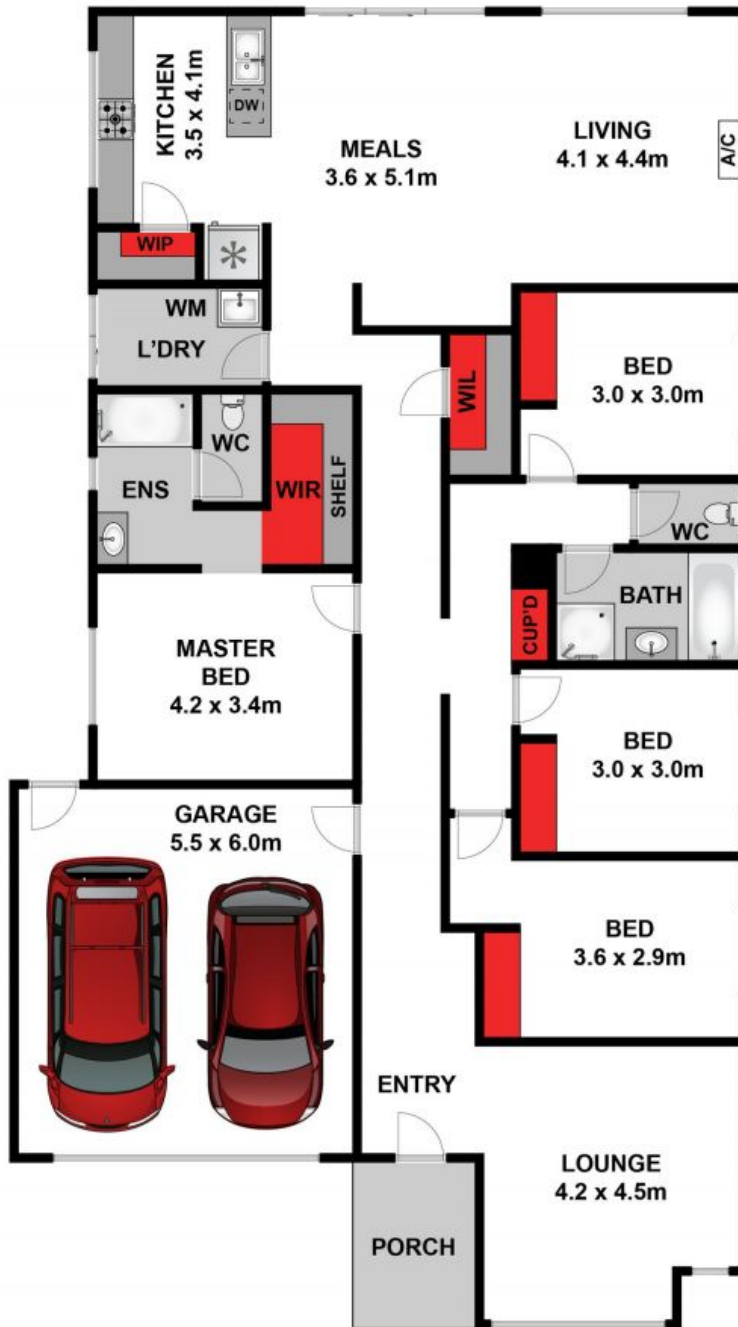 KITCHEN
3.5 x 4.1m
DW
MEALS
3.6 x 5.1m
LIVING
4.1 x 4.4m
A/C
WIP
WM
L'DRY
WIL
BED
3.0 x 3.0m
WC
ENS
WIR
SHELF
WC
BATH
CUP'D
MASTER
BED
4.2 x 3.4m
BED
3.0 x 3.0m
GARAGE
5.5 x 6.0m
BED
3.6 x 2.9m
ENTRY
LOUNGE
4.2 x 4.5m
PORCH